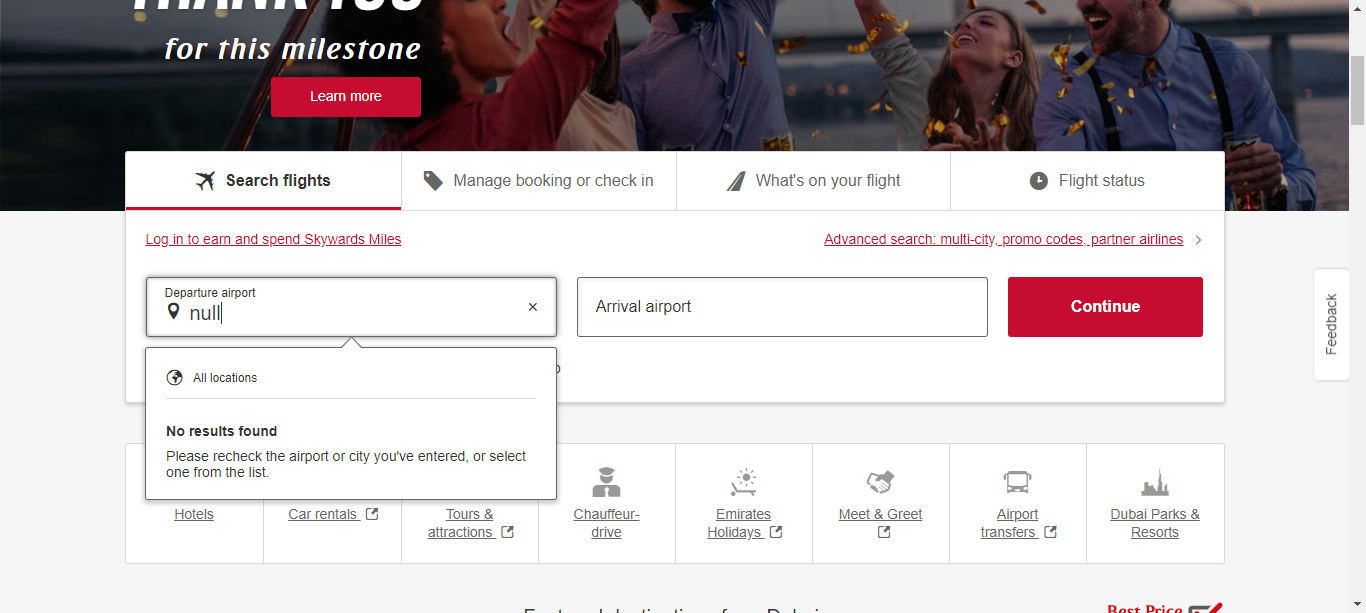 THANK YOU
for this milestone
Learn more
Search flights
Manage booking or check in
What's on your flight
Flight status
Log in to earn and spend Skywards Miles
Advanced search: multi-city, promo codes, partner airlines
Departure airport
null
Arrival airport
Continue
All locations
No results found
Please recheck the airport or city you've entered, or select
one from the list.
Feedback
Hotels
Car rentals
Tours &
attractions
Chauffeur-
drive
Emirates
Holidays
Meet & Greet
Airport
transfers
Dubai Parks &
Resorts
Best Price